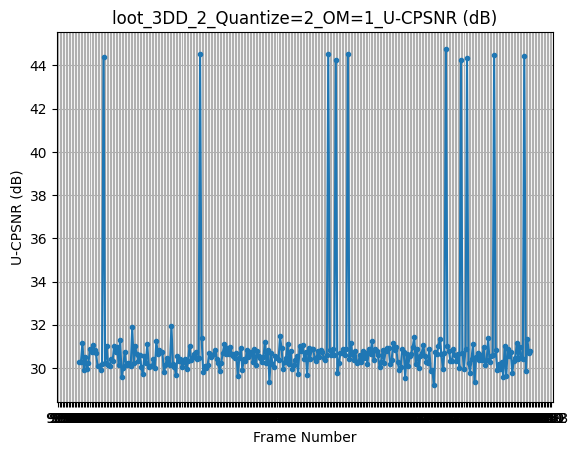 loot_3DD_2_Quantize=2_OM=1_U-CPSNR (dB)
44
42
40
38
36
34
32
30
U-CPSNR (dB)
Frame Number